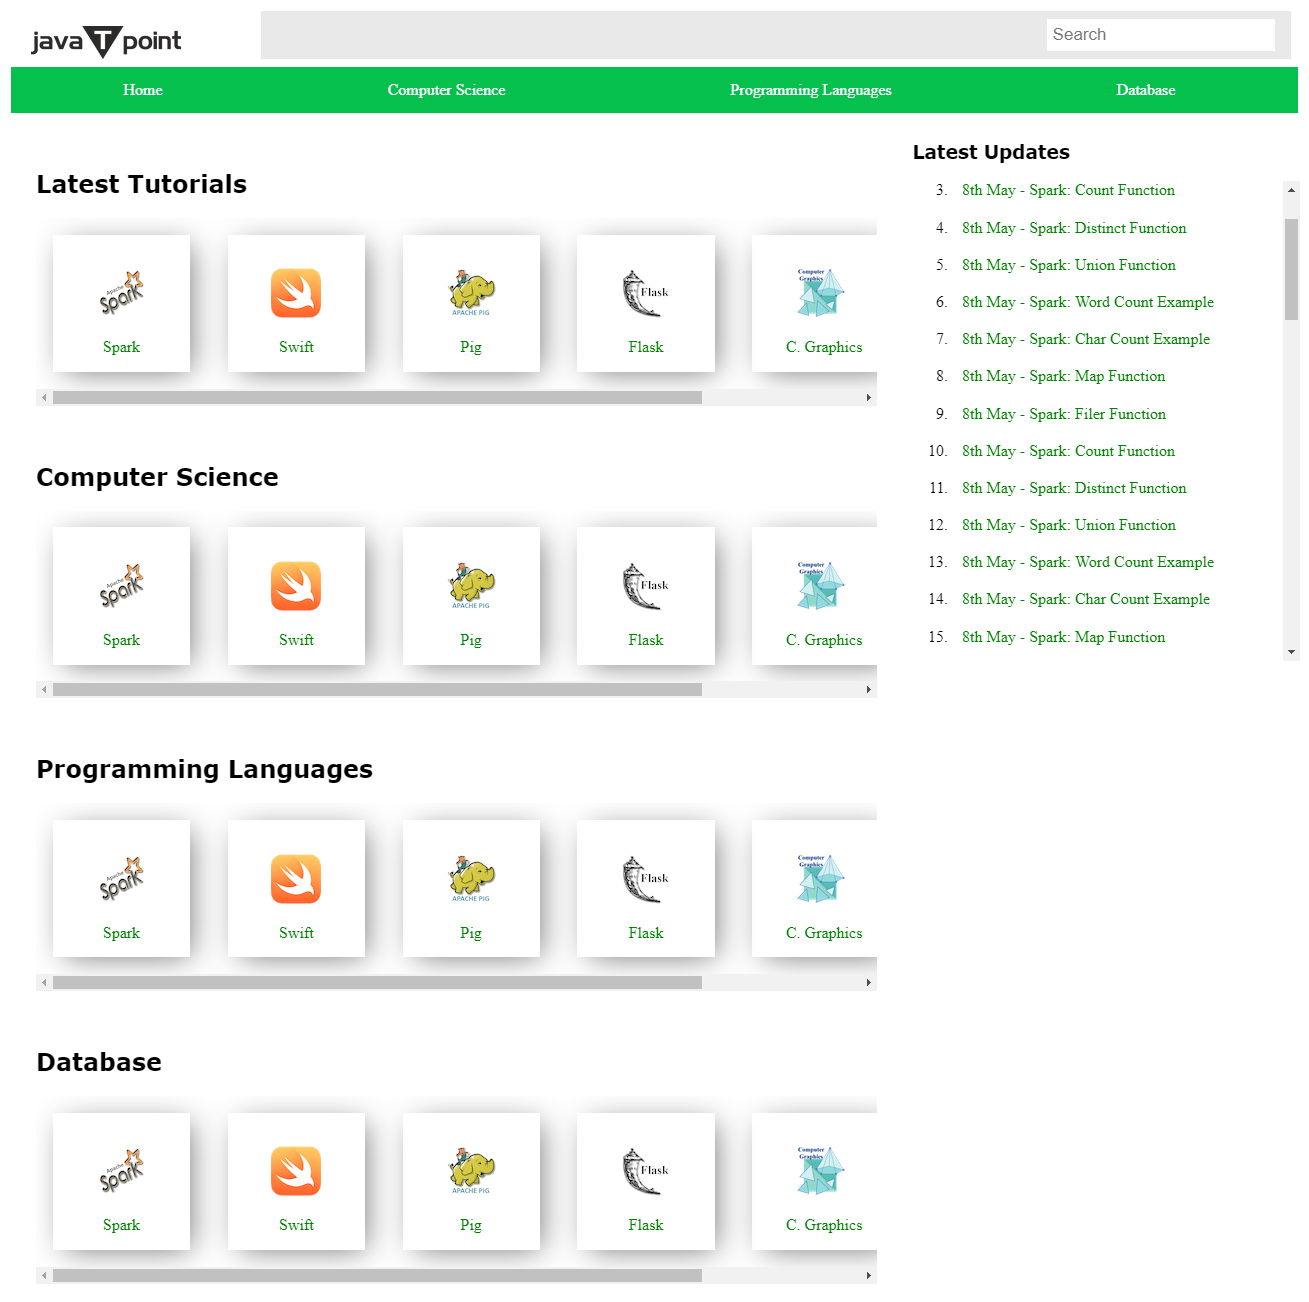 java T point
Search
Home Computer Science Programming Languages Database
Latest Updates
3. 8th May - Spark: Count Function
4. 8th May - Spark: Distinct Function
5. 8th May - Spark: Union Function
6. 8th May - Spark: Word Count Example
7. 8th May - Spark: Char Count Example
8. 8th May - Spark: Map Function
9. 8th May - Spark: Filer Function
10. 8th May - Spark: Count Function
11. 8th May - Spark: Distinct Function
12. 8th May - Spark: Union Function
13. 8th May - Spark: Word Count Example
14. 8th May - Spark: Char Count Example
15. 8th May - Spark: Map Function
Latest Tutorials
Apache Spark
APACHE PIG
Flask
Computer Graphics
Spark Swift Pig Flask C. Graphics
Computer Science
Apache Spark
APACHE PIG
Flask
Computer Graphics
Spark Swift Pig Flask C. Graphics
Programming Languages
Apache Spark
APACHE PIG
Flask
Computer Graphics
Spark Swift Pig Flask C. Graphics
Database
Apache Spark
APACHE PIG
Flask
Computer Graphics
Spark Swift Pig Flask C. Graphics